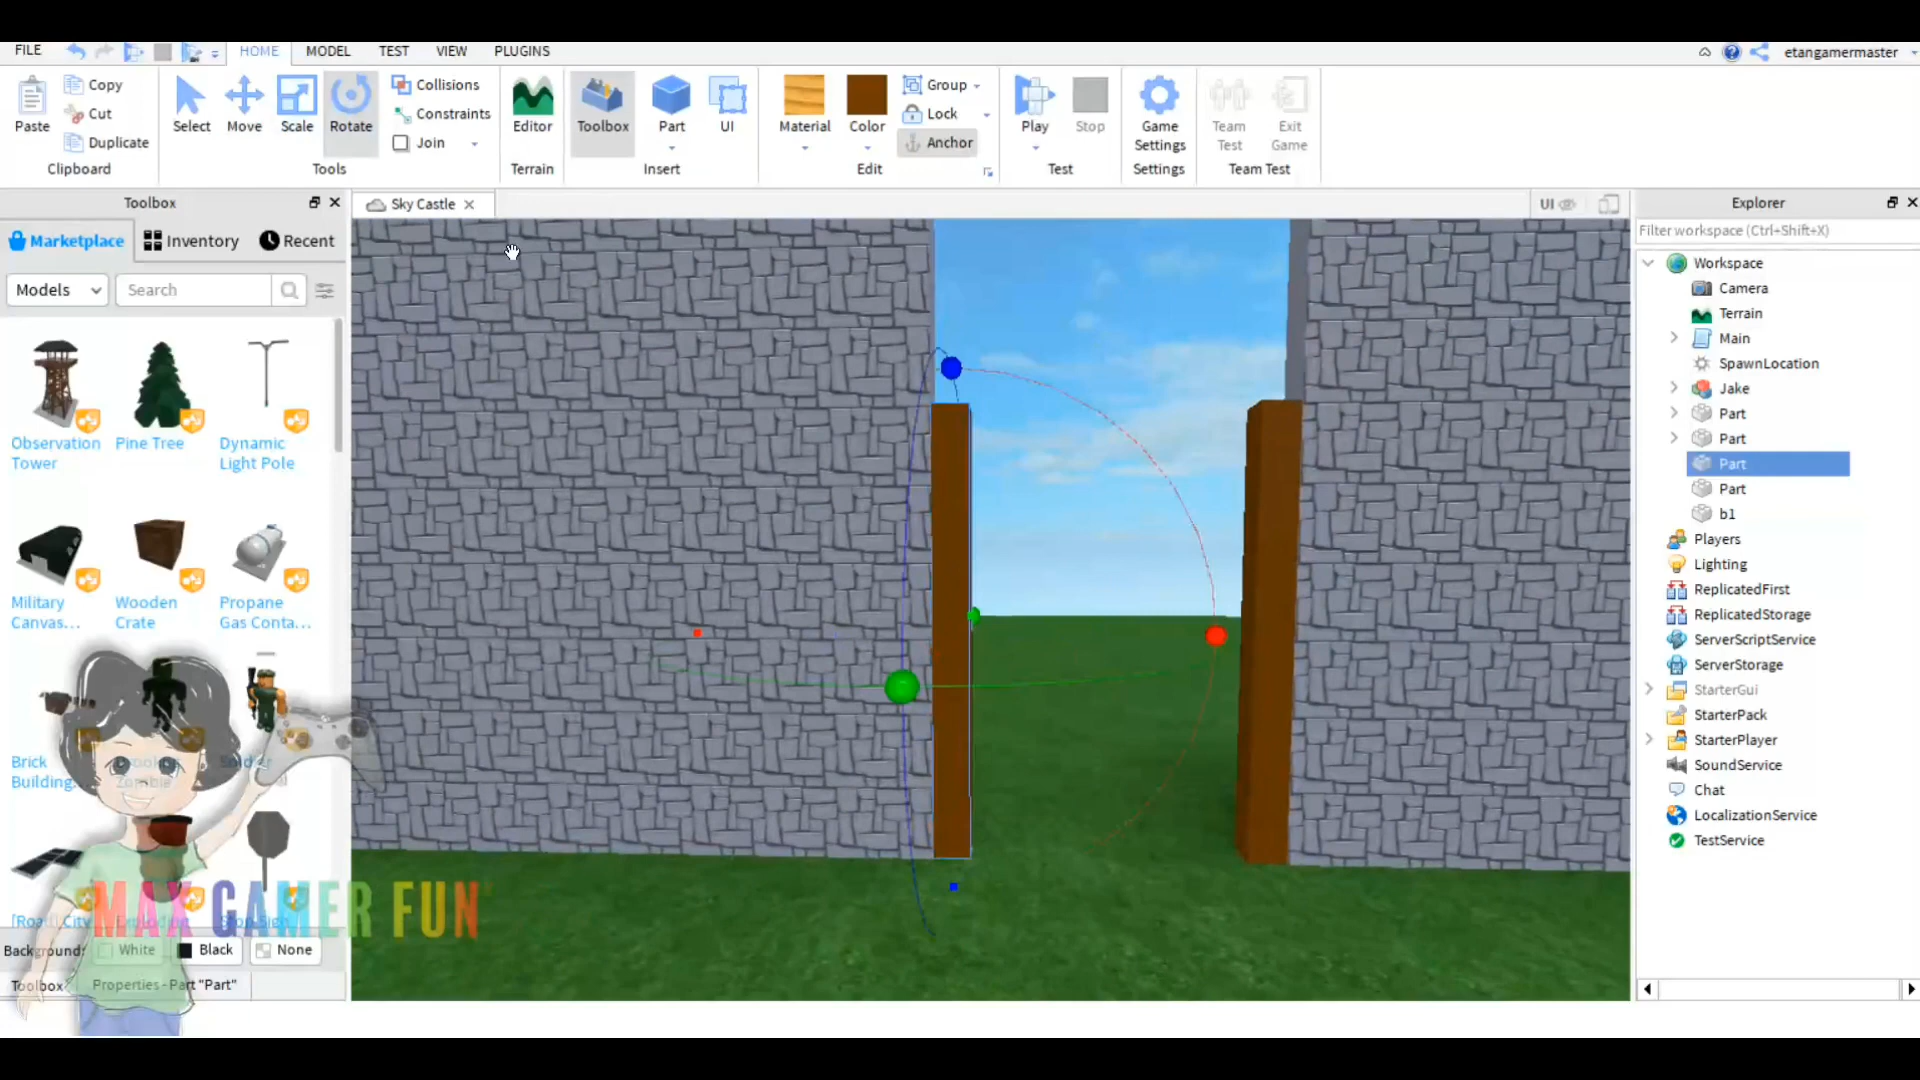 FILE HOME MODEL TEST VIEW PLUGINS etangamermaster
Paste Copy Cut Duplicate Select Move Scale Rotate Collisions Constraints Join Editor Toolbox Part UI Material Color Group Lock Anchor Play Stop Game Settings Team Test Exit Game
Clipboard Tools Terrain Insert Edit Test Settings Team Test
Toolbox
Marketplace Inventory Recent
Models Search
Observation Tower
Pine Tree
Dynamic Light Pole
Military Canvas...
Wooden Crate
Propane Gas Conta...
Brick Building
Zombie
MAX GAMER FUN
Background: White Black None
Toolbox Properties - Part "Part"
Sky Castle
UI
Explorer
Filter workspace (Ctrl+Shift+X)
Workspace
Camera
Terrain
Main
SpawnLocation
Jake
Part
Part
Part
Part
b1
Players
Lighting
ReplicatedFirst
ReplicatedStorage
ServerScriptService
ServerStorage
StarterGui
StarterPack
StarterPlayer
SoundService
Chat
LocalizationService
TestService